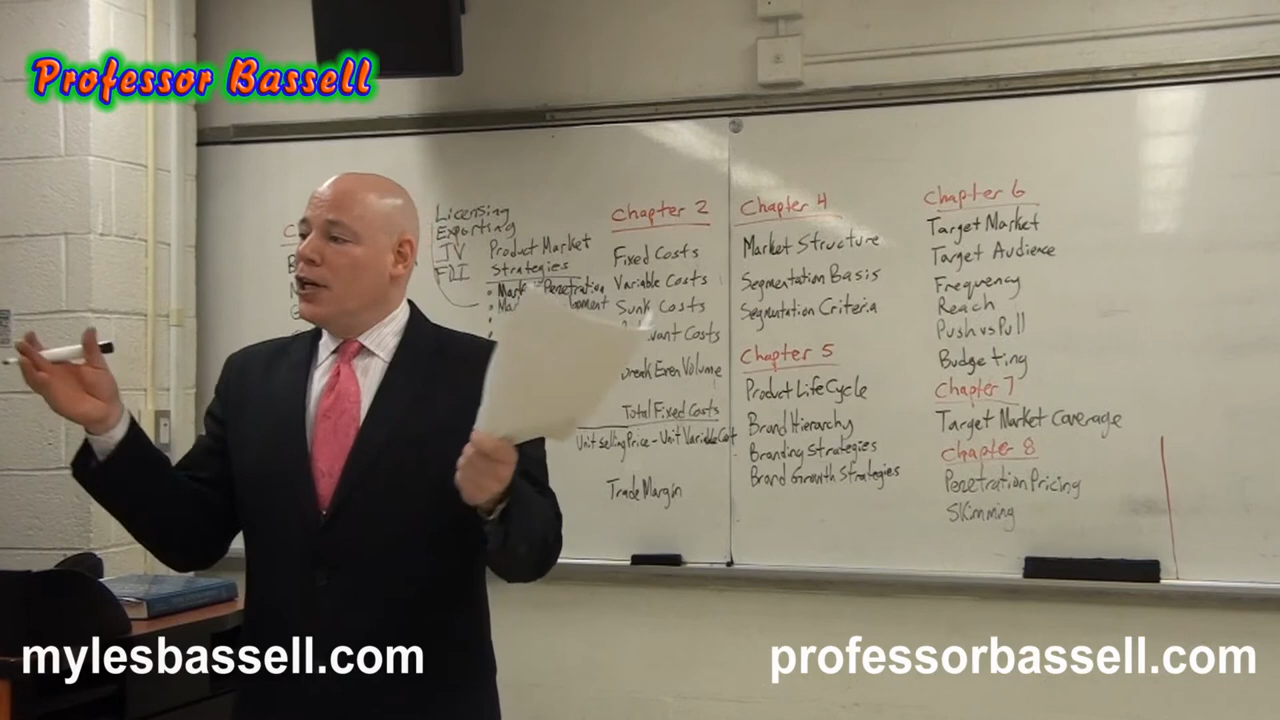 Professor Bassell
Licensing
Exporting
JV
FDI
Product Market
Strategies
Chapter 2
Fixed Costs
Variable Costs
Sunk Costs
Costs
Break Even Volume
Total Fixed Costs
Unit Selling Price - Unit Variable Cost
Trade Margin
Chapter 4
Market Structure
Segmentation Basis
Segmentation Criteria
Chapter 5
Product Life Cycle
Brand Hierarchy
Branding Strategies
Brand Growth Strategies
Chapter 6
Target Market
Target Audience
Frequency
Reach
Push vs Pull
Budgeting
Chapter 7
Target Market Coverage
Chapter 8
Penetration Pricing
Skimming
mylesbassell.com
professorbassell.com